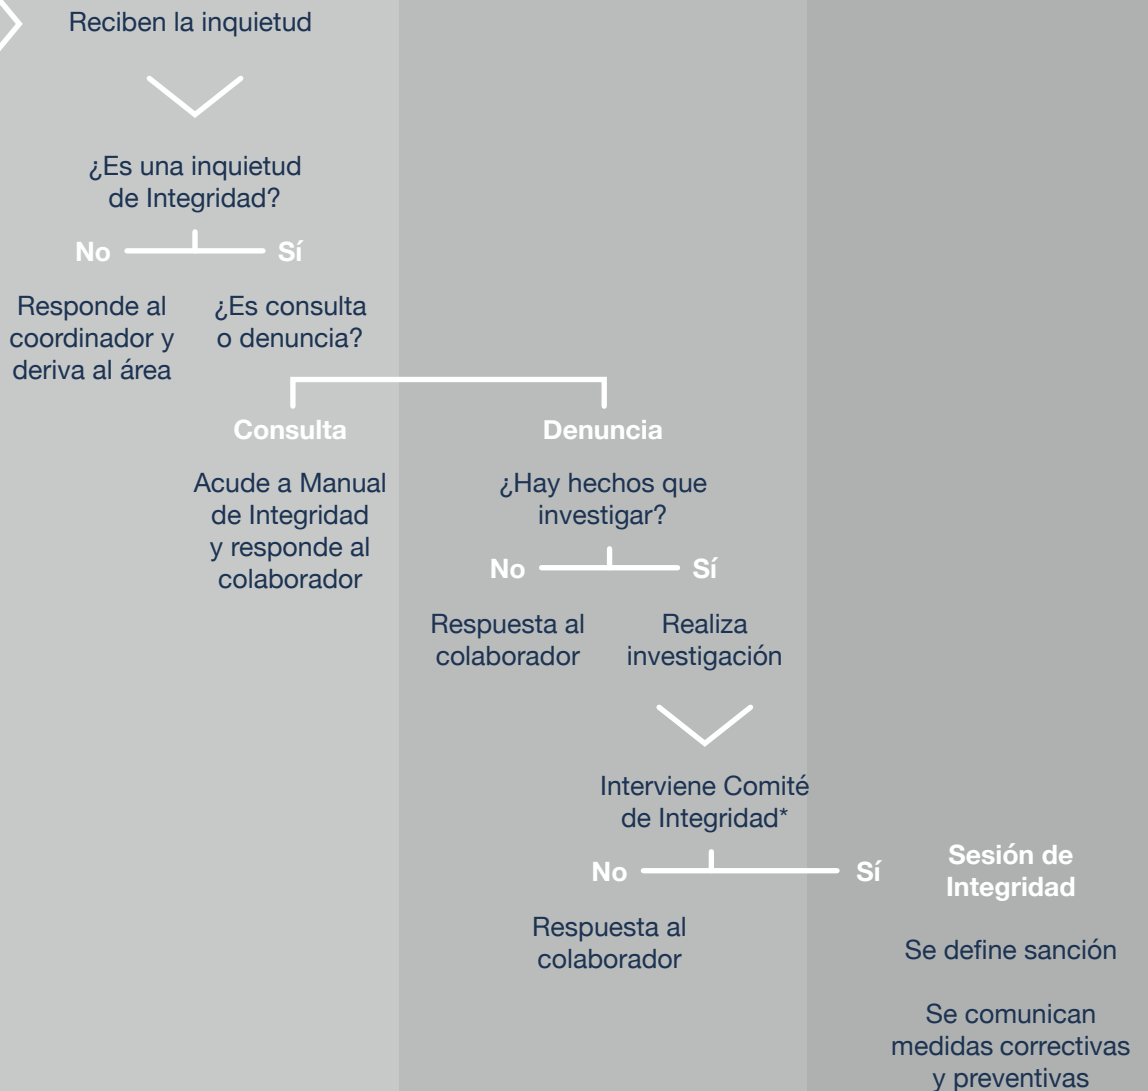 Reciben la inquietud
¿Es una inquietud
de Integridad?
No
Sí
Responde al
coordinador y
deriva al área
¿Es consulta
o denuncia?
Consulta
Acude a Manual
de Integridad
y responde al
colaborador
Denuncia
¿Hay hechos que
investigar?
No
Sí
Respuesta al
colaborador
Realiza
investigación
Interviene Comité
de Integridad*
No
Sí
Respuesta al
colaborador
Sesión de
Integridad
Se define sanción
Se comunican
medidas correctivas
y preventivas